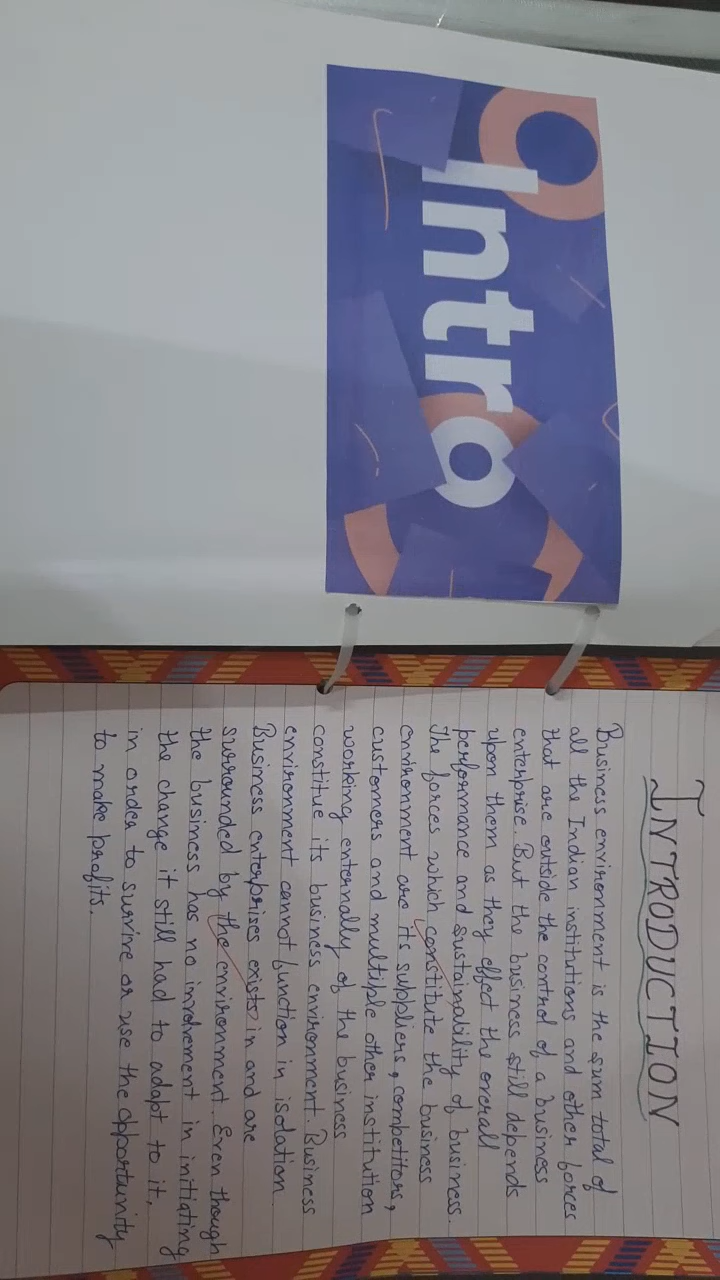 Intro
INTRODUCTION
Business environment is the sum total of
all the Indian institutions and other forces
that are outside the control of a business
enterprise. But the business still depends
upon them as they effect the overall
performance and sustainability of business.
The forces which constitute the business
environment are its suppliers, competitors,
customers and multiple other institution
working externally of the business
constitue its business environment. Business
environment cannot function in isolation.
Business enterprises exists in and are
surrounded by the environment. Even though
the business has no involvement in initiating
the change it still had to adapt to it,
in order to survive or use the opportunity
to make profits.